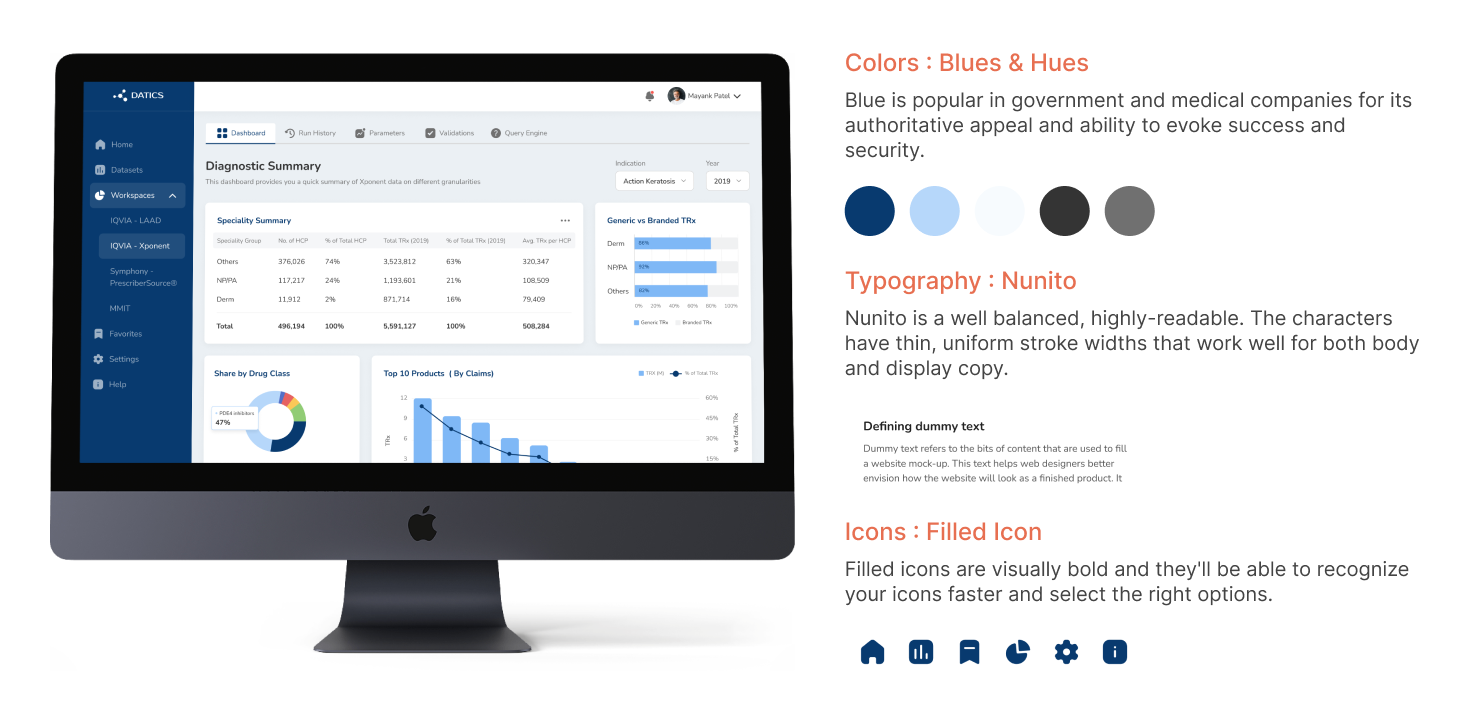 DATICS
Mayank Patel
Home
Datasets
Workspaces
IQVIA - LAAD
IQVIA - Xponent
Symphony -
PrescriberSource®
MMIT
Favorites
Settings
Help
Dashboard Run History Parameters Validations Query Engine
Diagnostic Summary
This dashboard provides you a quick summary of Xponent data on different granularities
Indication Year
Action Keratosis 2019
Speciality Summary
Speciality Group No. of HCP % of Total HCP Total TRx (2019) % of Total TRx (2019) Avg. TRx per HCP
Others 376,026 74% 3,523,812 63% 320,347
NP/PA 117,217 24% 1,193,601 21% 108,509
Derm 11,912 2% 871,714 16% 79,409
Total 496,194 100% 5,591,127 100% 508,284
Generic vs Branded TRx
Derm 86%
NP/PA 92%
Others 82%
0% 20% 40% 60% 80% 100%
Generic TRx Branded TRx
Share by Drug Class
- PDE4 inhibitors
47%
Top 10 Products ( By Claims)
TRX (M) % of Total TRx
12 60%
9 45%
6 30%
3 15%
TRx
% of Total TRx
Colors : Blues & Hues
Blue is popular in government and medical companies for its
authoritative appeal and ability to evoke success and
security.
Typography : Nunito
Nunito is a well balanced, highly-readable. The characters
have thin, uniform stroke widths that work well for both body
and display copy.
Defining dummy text
Dummy text refers to the bits of content that are used to fill
a website mock-up. This text helps web designers better
envision how the website will look as a finished product. It
Icons : Filled Icon
Filled icons are visually bold and they'll be able to recognize
your icons faster and select the right options.